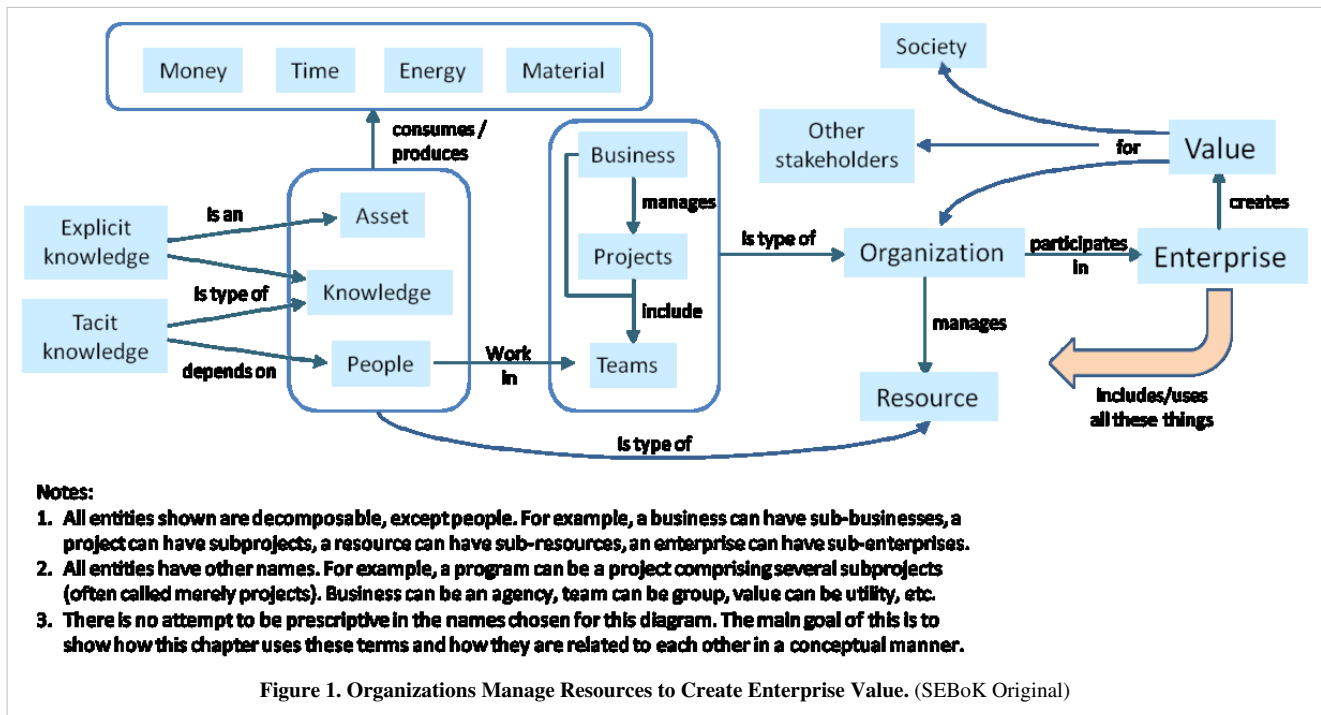 Money
Time
Energy
Material
Society
consumes /
produces
Other
stakeholders
for
Value
Business
manages
Projects
include
Teams
creates
Explicit
knowledge
Is an
Asset
Is type of
Knowledge
Tacit
knowledge
depends on
People
Work
in
Is type of
Organization
participates
in
Enterprise
manages
Resource
Includes/uses
all these things
Is type of
Notes:
1. All entities shown are decomposable, except people. For example, a business can have sub-businesses, a
project can have subprojects, a resource can have sub-resources, an enterprise can have sub-enterprises.
2. All entities have other names. For example, a program can be a project comprising several subprojects
(often called merely projects). Business can be an agency, team can be group, value can be utility, etc.
3. There is no attempt to be prescriptive in the names chosen for this diagram. The main goal of this is to
show how this chapter uses these terms and how they are related to each other in a conceptual manner.
Figure 1. Organizations Manage Resources to Create Enterprise Value. (SEBoK Original)